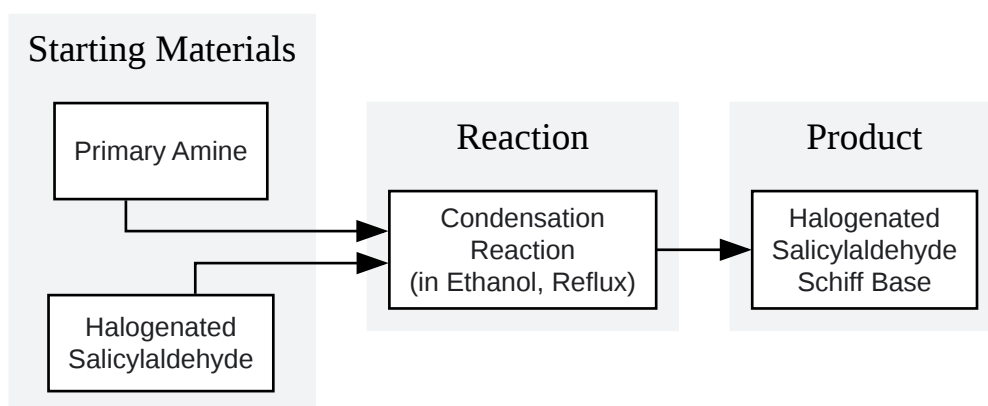 Starting Materials
Primary Amine
Halogenated
Salicylaldehyde
Reaction
Condensation
Reaction
(in Ethanol, Reflux)
Product
Halogenated
Salicylaldehyde
Schiff Base